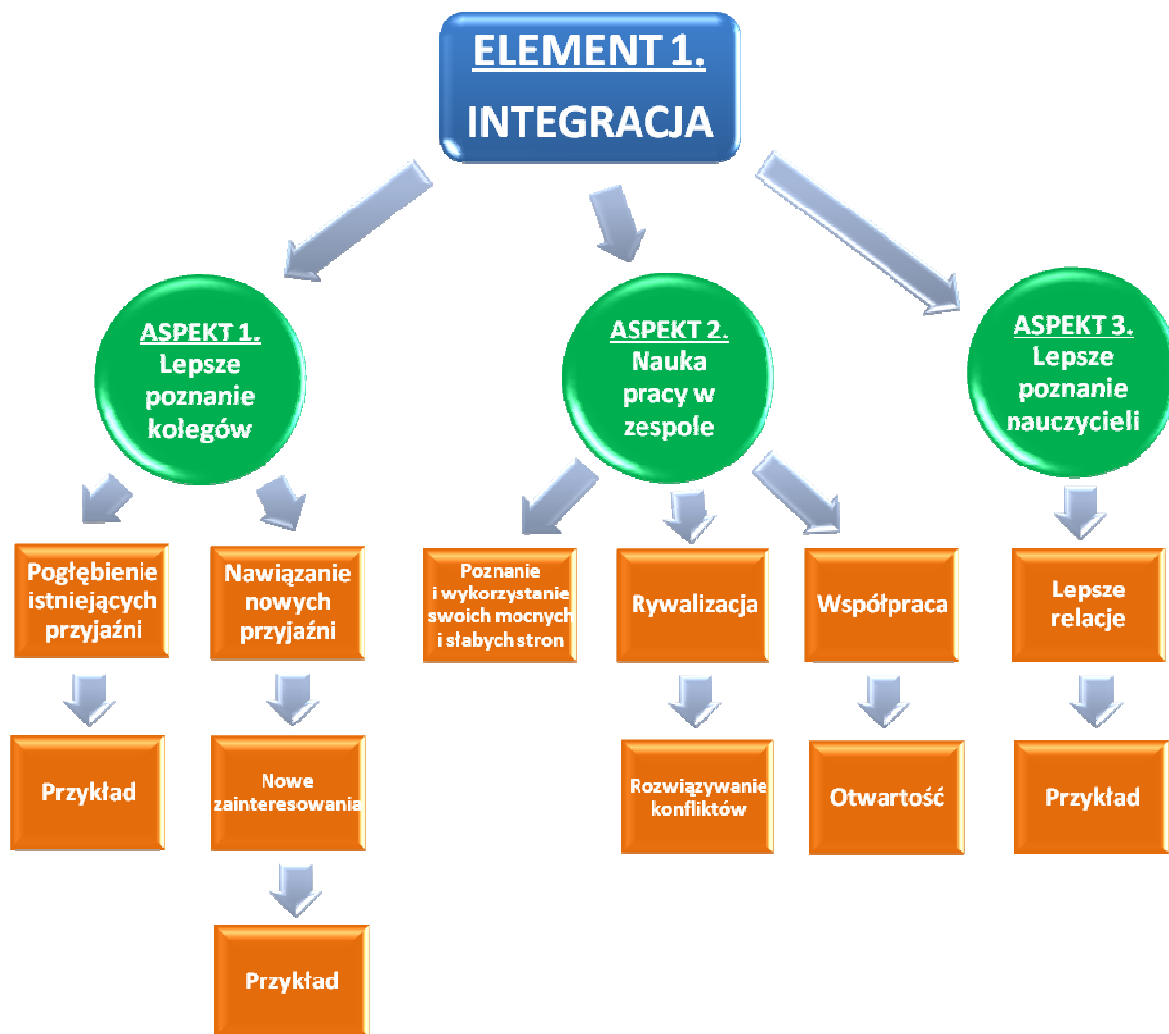 ELEMENT 1.
INTEGRACJA
ASPEKT 1.
Lepsze
poznanie
kolegów
ASPEKT 2.
Nauka
pracy w
zespole
ASPEKT 3.
Lepsze
poznanie
nauczycieli
Pogłębienie
istniejących
przyjaźni
Nawiązanie
nowych
przyjaźni
Poznanie
i wykorzystanie
swoich mocnych
i słabych stron
Rywalizacja
Współpraca
Lepsze
relacje
Przykład
Nowe
zainteresowania
Rozwiązywanie
konfliktów
Otwartość
Przykład
Przykład